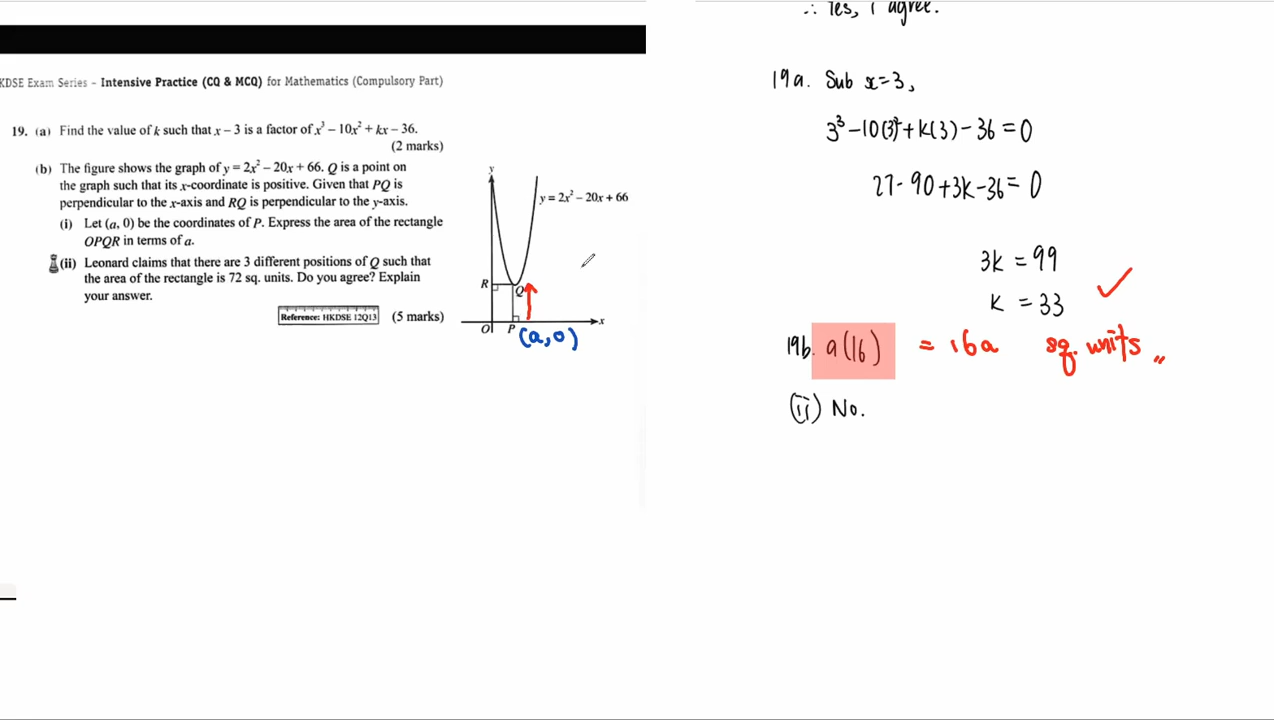 KDSE Exam Series – Intensive Practice (CQ & MCQ) for Mathematics (Compulsory Part)
19. (a) Find the value of k such that x – 3 is a factor of x³ – 10x² + kx – 36.
(2 marks)
(b) The figure shows the graph of y = 2x² – 20x + 66. Q is a point on
the graph such that its x-coordinate is positive. Given that PQ is
perpendicular to the x-axis and RQ is perpendicular to the y-axis.
(i) Let (a, 0) be the coordinates of P. Express the area of the rectangle
OPQR in terms of a.
(ii) Leonard claims that there are 3 different positions of Q such that
the area of the rectangle is 72 sq. units. Do you agree? Explain
your answer.
Reference: HKDSE 12Q13 (5 marks)
y
y = 2x² – 20x + 66
R
Q
O P x
(a, 0)
∴ Yes, I agree.
19a. Sub x=3,
3³ -10(3)² + k(3) - 36 = 0
27 - 90 + 3k - 36 = 0
3k = 99
k = 33
19b. a(16) = 16a sq. units
(ii) No.